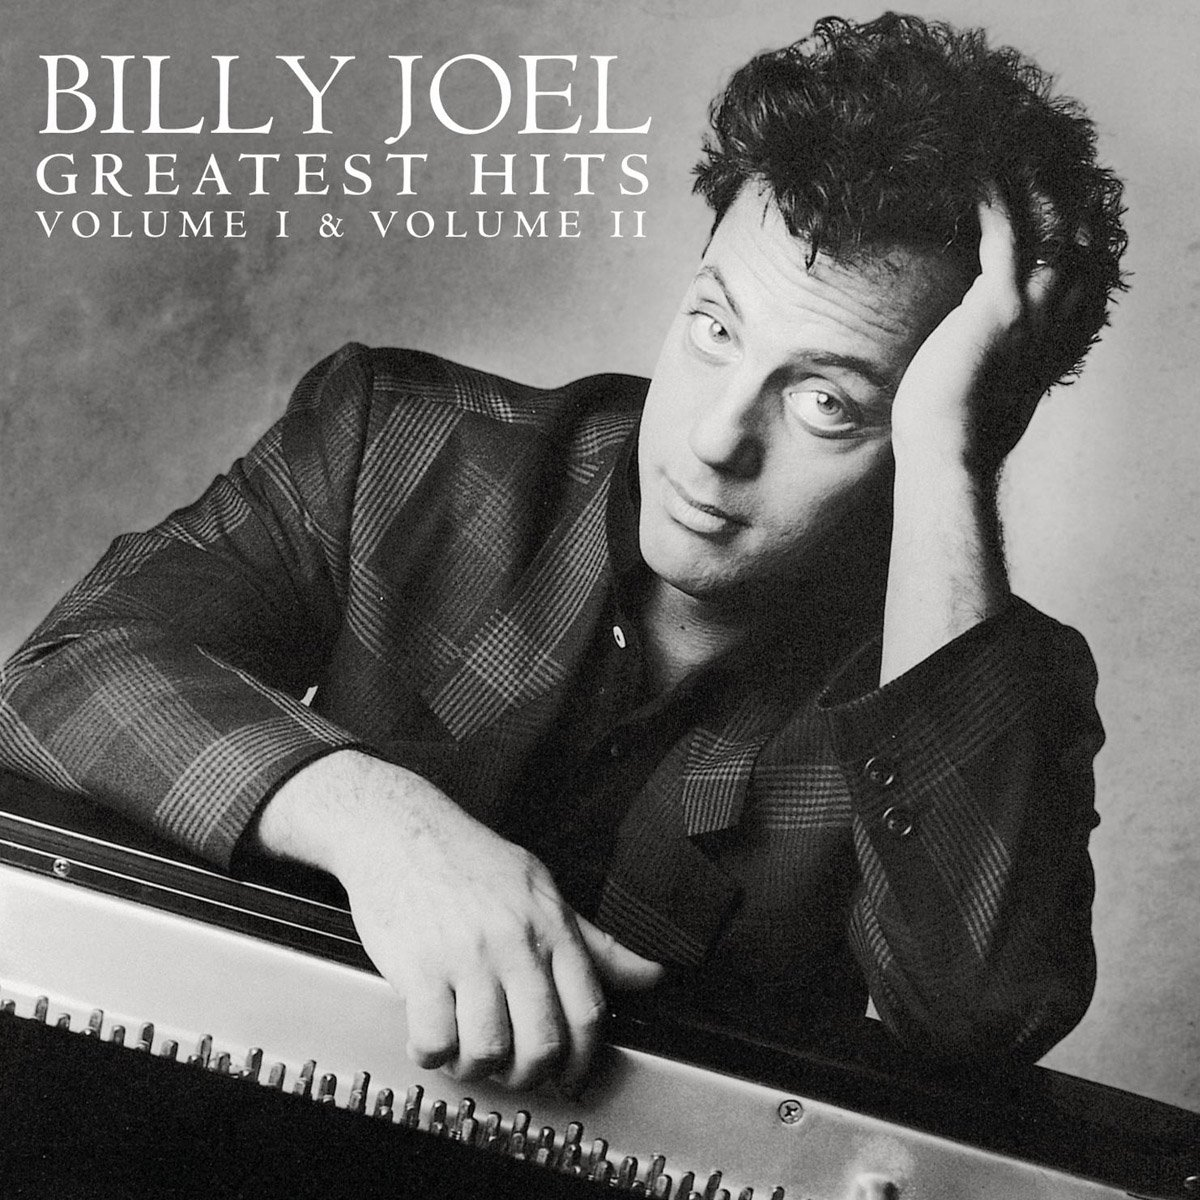 BILLY JOEL
GREATEST HITS
VOLUME I & VOLUME II